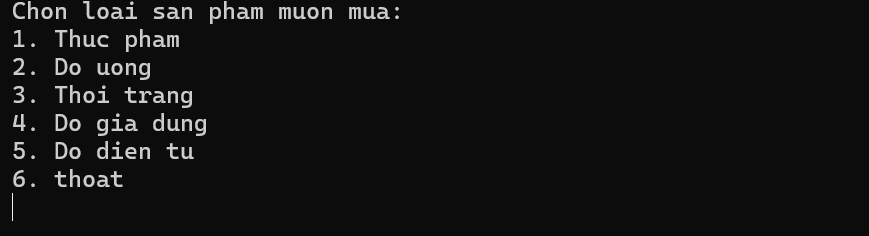 Chon loai san pham muon mua:
1. Thuc pham
2. Do uong
3. Thoi trang
4. Do gia dung
5. Do dien tu
6. thoat